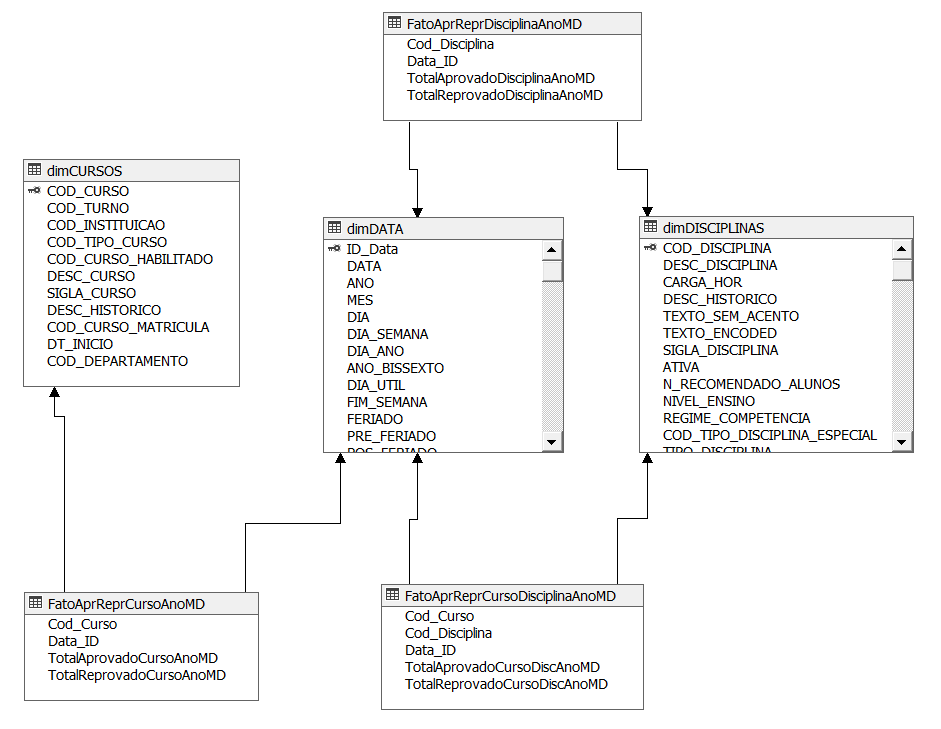 FatoAprReprDisciplinaAnoMD
Cod_Disciplina
Data_ID
TotalAprovadoDisciplinaAnoMD
TotalReprovadoDisciplinaAnoMD
dimCURSOS
COD_CURSO
COD_TURNO
COD_INSTITUICAO
COD_TIPO_CURSO
COD_CURSO_HABILITADO
DESC_CURSO
SIGLA_CURSO
DESC_HISTORICO
COD_CURSO_MATRICULA
DT_INICIO
COD_DEPARTAMENTO
dimDATA
ID_Data
DATA
ANO
MES
DIA
DIA_SEMANA
DIA_ANO
ANO_BISSEXTO
DIA_UTIL
FIM_SEMANA
FERIADO
PRE_FERIADO
POS_FERIADO
dimDISCIPLINAS
COD_DISCIPLINA
DESC_DISCIPLINA
CARGA_HOR
DESC_HISTORICO
TEXTO_SEM_ACENTO
TEXTO_ENCODED
SIGLA_DISCIPLINA
ATIVA
N_RECOMENDADO_ALUNOS
NIVEL_ENSINO
REGIME_COMPETENCIA
COD_TIPO_DISCIPLINA_ESPECIAL
TIPO_DISCIPLINA
FatoAprReprCursoAnoMD
Cod_Curso
Data_ID
TotalAprovadoCursoAnoMD
TotalReprovadoCursoAnoMD
FatoAprReprCursoDisciplinaAnoMD
Cod_Curso
Cod_Disciplina
Data_ID
TotalAprovadoCursoDiscAnoMD
TotalReprovadoCursoDiscAnoMD